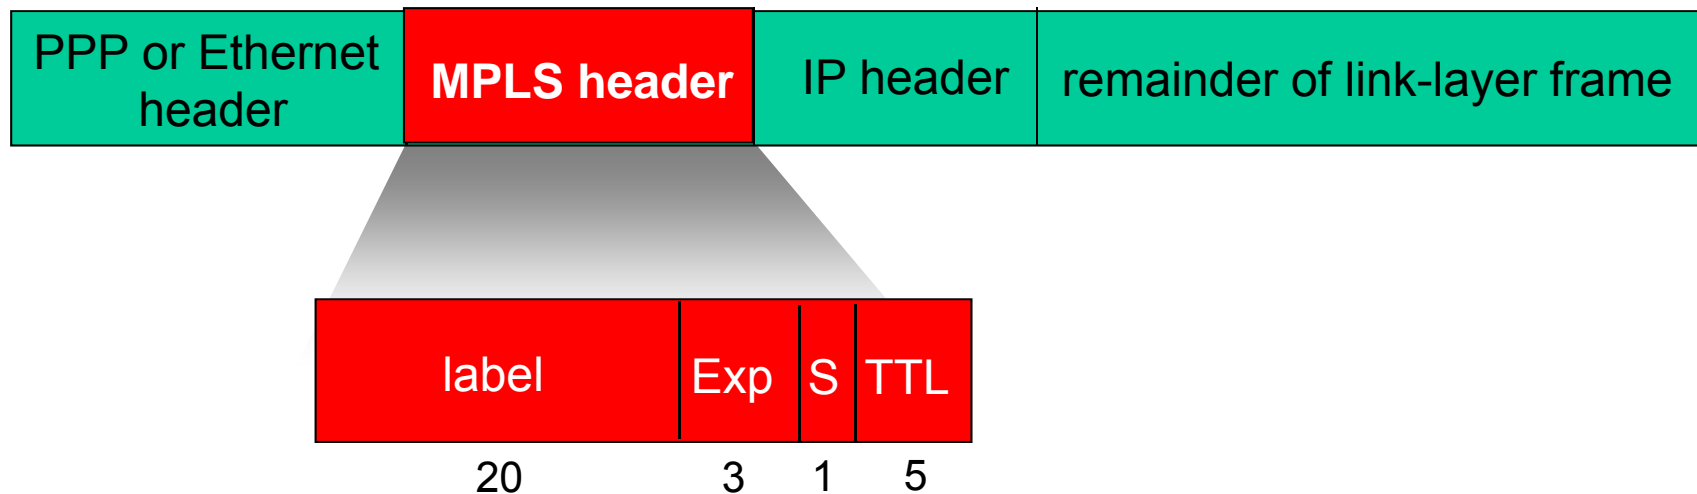 PPP or Ethernet
header
MPLS header
IP header
remainder of link-layer frame
label
Exp
S
TTL
20
3
1
5